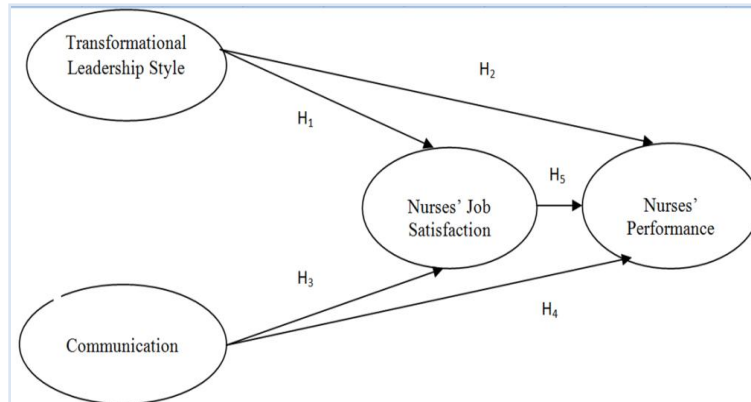 Transformational
Leadership Style
H₂
H₁
H₅
Nurses’ Job
Satisfaction
Nurses’
Performance
H₃
H₄
Communication